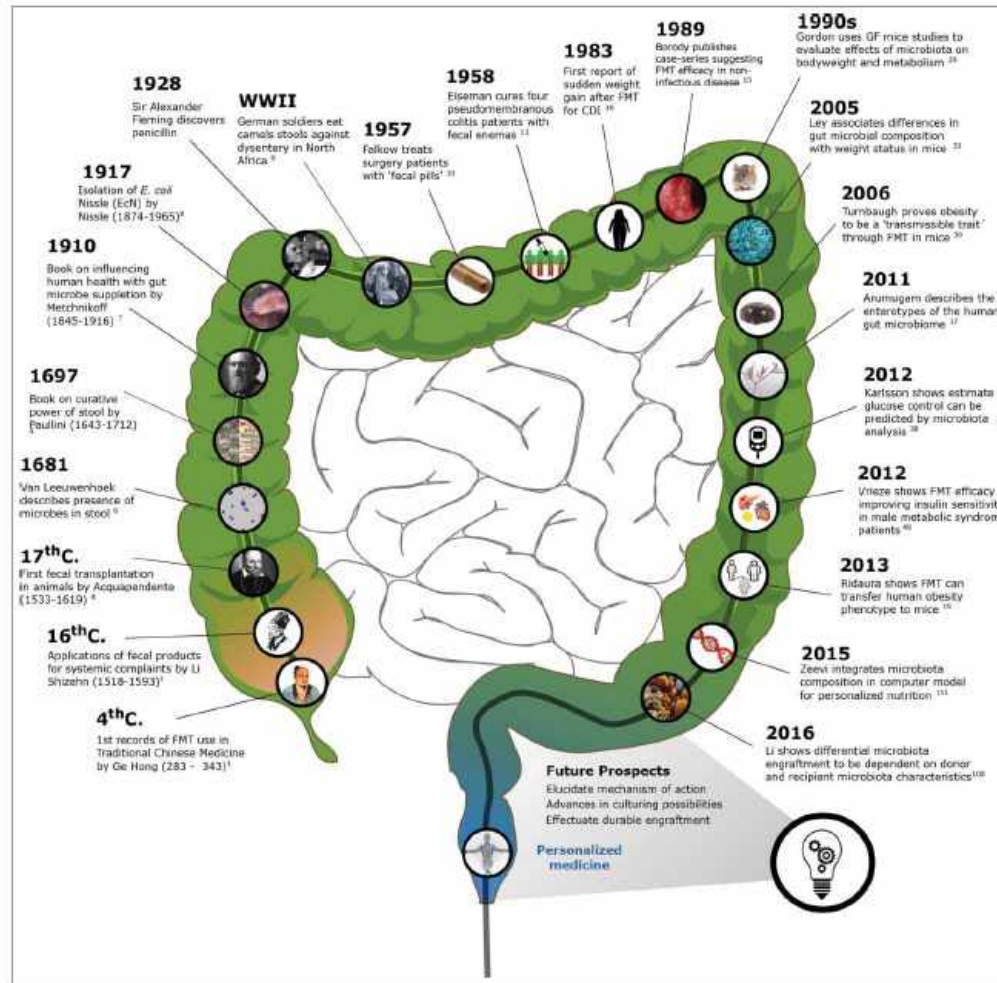 4thC.
1st records of FMT use in
Traditional Chinese Medicine
by Ge Hong (283 - 343)¹
16thC.
Applications of fecal products
for systemic complaints by Li
Shizehn (1518-1593)¹
17thC.
First fecal transplantation
in animals by Acquapendente
(1533-1619)
1681
Van Leeuwenhoek
describes presence of
microbes in stool
1697
Book on curative
power of stool by
Paullini (1643-1712)
1910
Book on influencing
human health with gut
microbe suppletion by
Metchnikoff
(1845-1916) ⁷
1917
Isolation of E. coli
Nissle (EcN) by
Nissle (1874-1965)
1928
Sir Alexander
Fleming discovers
penicillin
WWII
German soldiers eat
camels stools against
dysentery in North
Africa
1957
Falkow treats
surgery patients
with 'fecal pills'
1958
Eiseman cures four
pseudomembranous
colitis patients with
fecal enemas
1983
First report of
sudden weight
gain after FMT
for CDI
1989
Borody publishes
case-series suggesting
FMT efficacy in non-
infectious disease
1990s
Gordon uses GF mice studies to
evaluate effects of microbiota on
bodyweight and metabolism
2005
Ley associates differences in
gut microbial composition
with weight status in mice
2006
Turnbaugh proves obesity
to be a 'transmissible trait'
through FMT in mice
2011
Arumugam describes the
enterotypes of the human
gut microbiome ¹⁷
2012
Karlsson shows estimate
glucose control can be
predicted by microbiota
analysis
2012
Vrieze shows FMT efficacy
improving insulin sensitivit
in male metabolic syndrom
patients
2013
Ridaura shows FMT can
transfer human obesity
phenotype to mice
2015
Zeevi integrates microbiota
composition in computer model
for personalized nutrition
2016
Li shows differential microbiota
engraftment to be dependent on donor
and recipient microbiota characteristics
Future Prospects
Elucidate mechanism of action
Advances in culturing possibilities
Effectuate durable engraftment
Personalized
medicine